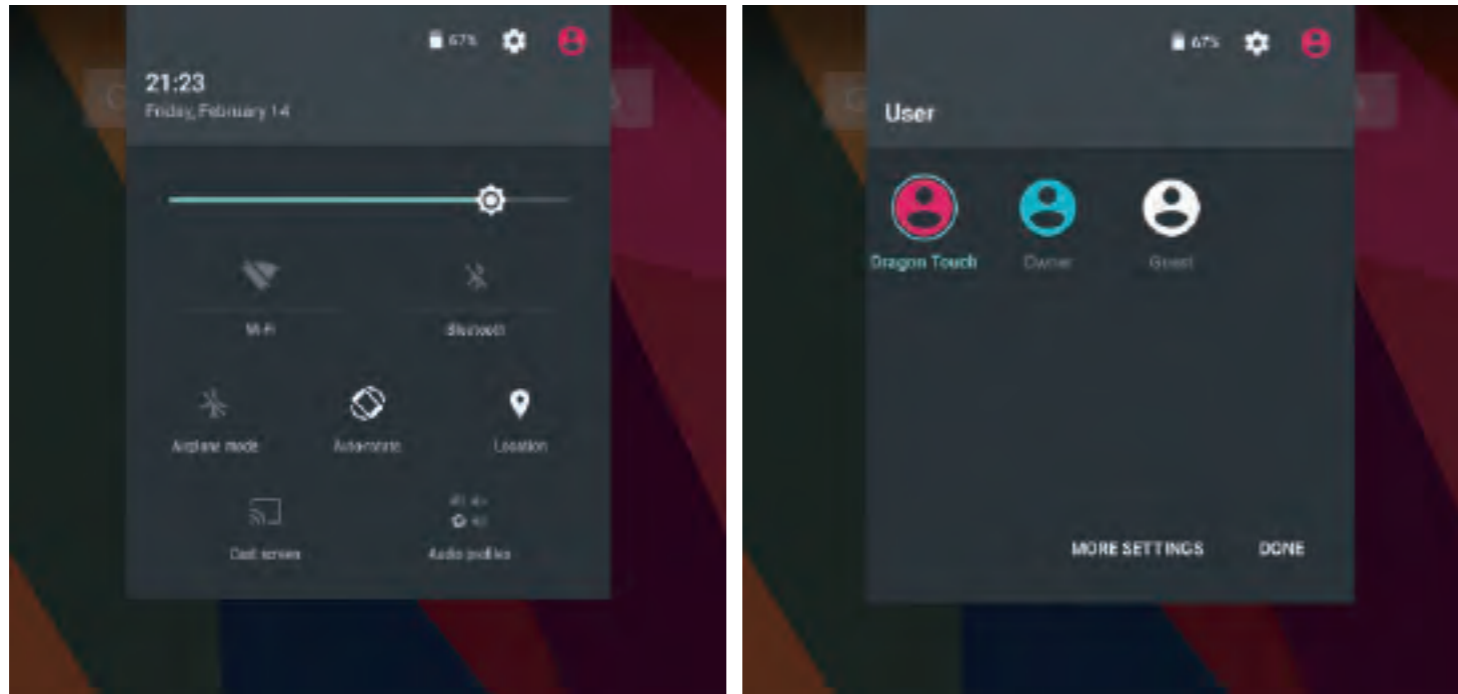 67%
21:23
Friday, February 14
Wi-Fi
Bluetooth
Airplane mode
Auto-rotate
Location
Cast screen
Audio profiles
67%
User
Dragon Touch
Owner
Guest
MORE SETTINGS
DONE